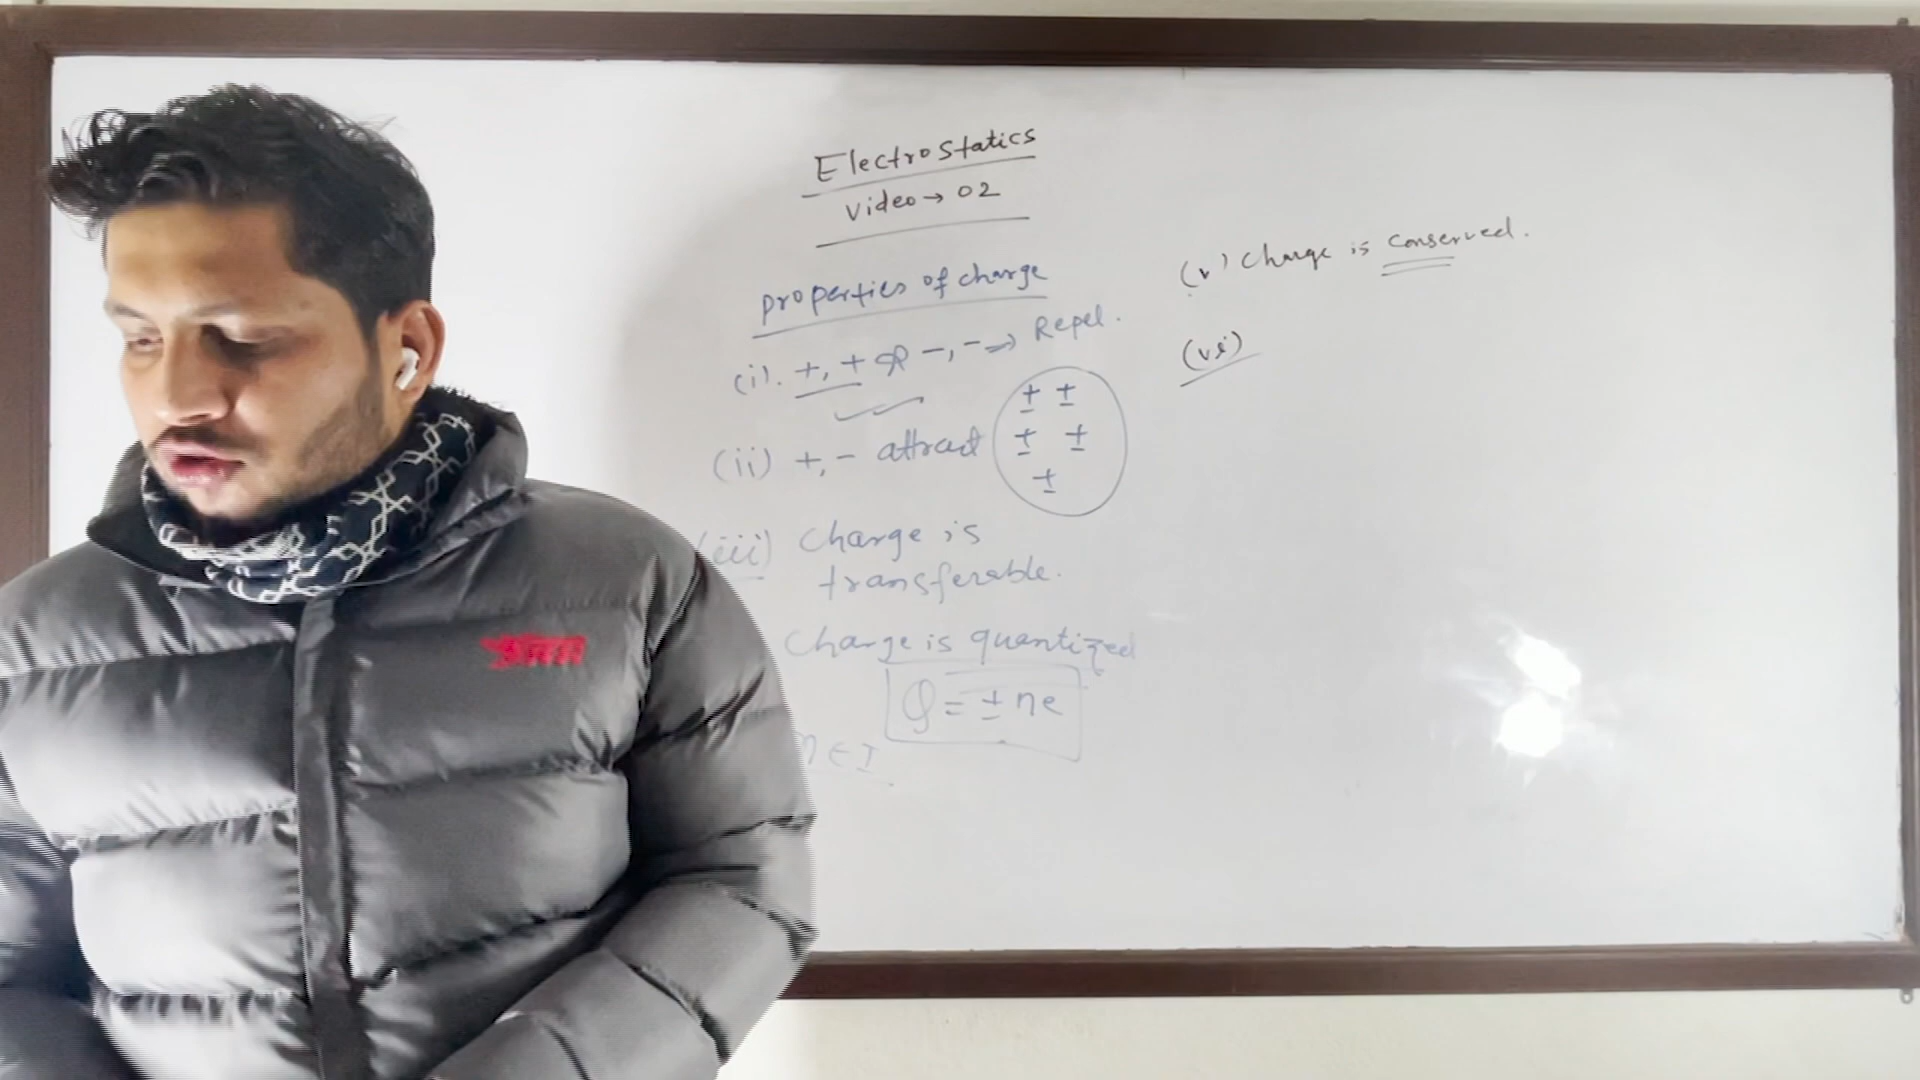 Electrostatics
Video → 02
properties of charge
(i). +, + OR -, - ⇒ Repel.
(ii) +, - attract
± ±
± ±
±
(iii) Charge is
transferable.
Charge is quantized
Q = ± ne
n ∈ I
(v) Charge is conserved.
(vi)